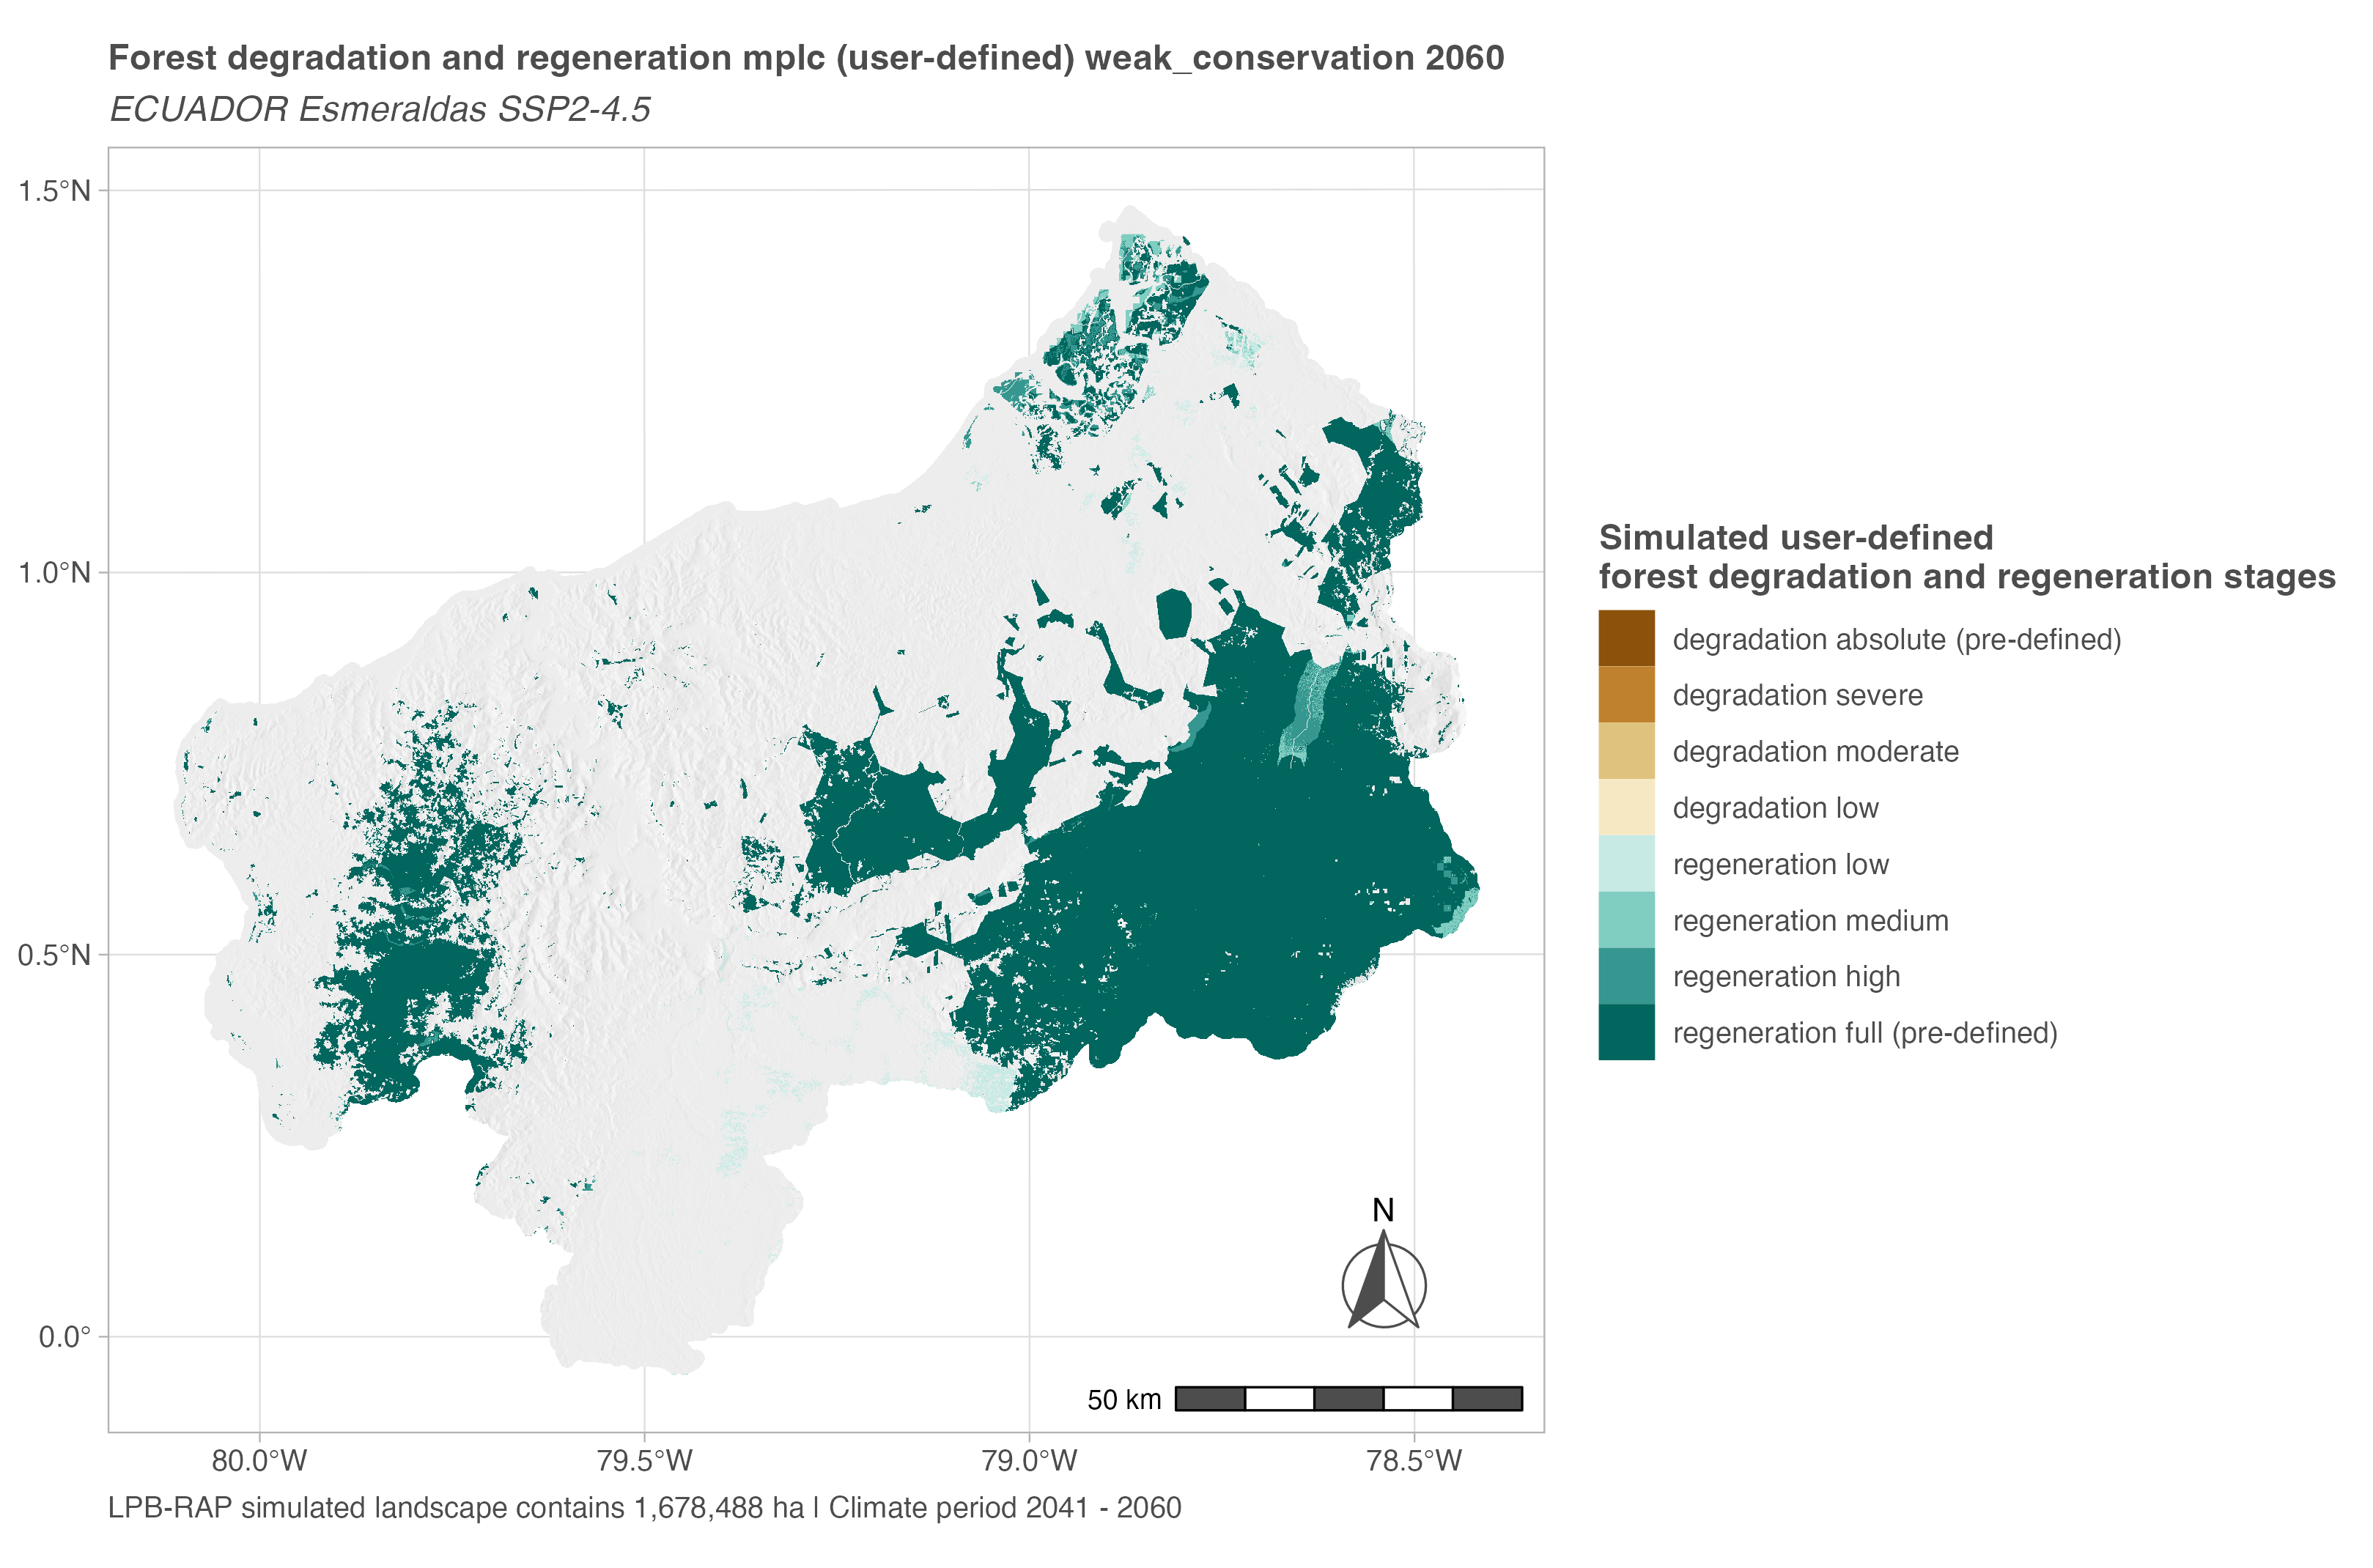 Forest degradation and regeneration mplc (user-defined) weak_conservation 2060
ECUADOR Esmeraldas SSP2-4.5
1.5°N
1.0°N
0.5°N
0.0°
80.0°W
79.5°W
79.0°W
78.5°W
N
50 km
Simulated user-defined
forest degradation and regeneration stages
degradation absolute (pre-defined)
degradation severe
degradation moderate
degradation low
regeneration low
regeneration medium
regeneration high
regeneration full (pre-defined)
LPB-RAP simulated landscape contains 1,678,488 ha | Climate period 2041 - 2060